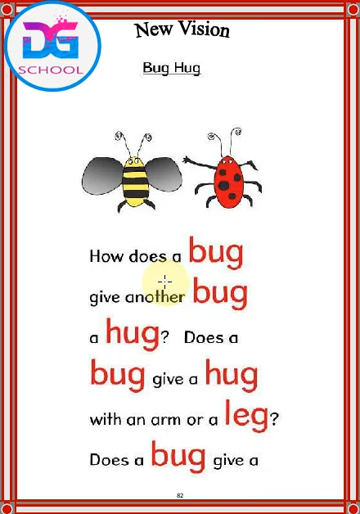 New Vision
DG
SCHOOL
Bug Hug
How does a bug
give another bug
a hug? Does a
bug give a hug
with an arm or a leg?
Does a bug give a
82